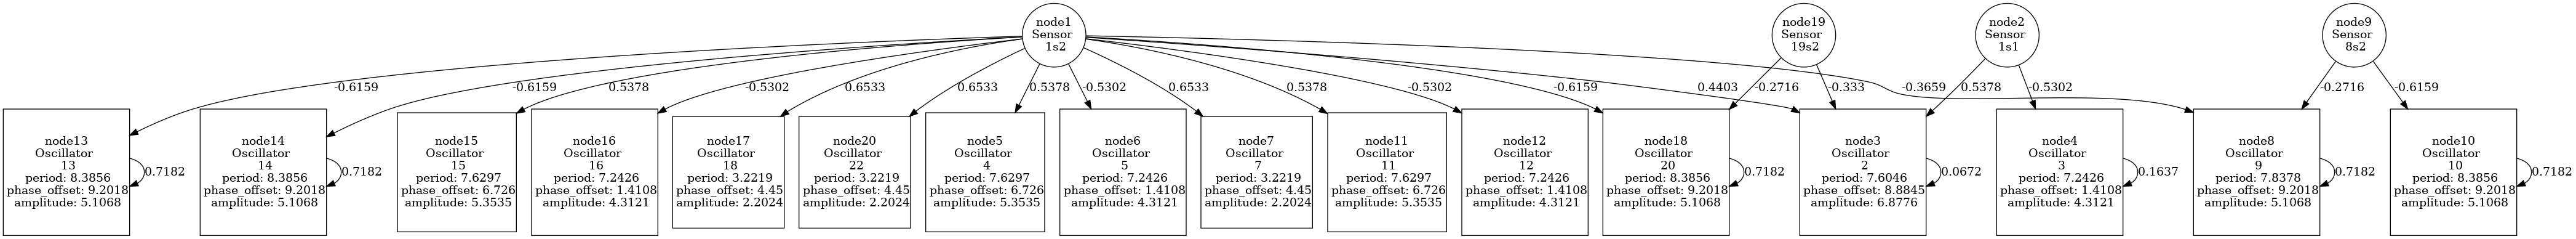 node1
Sensor
1s2
node19
Sensor
19s2
node2
Sensor
1s1
node9
Sensor
8s2
-0.6159
-0.6159
0.5378
-0.5302
0.6533
0.6533
0.5378
-0.5302
0.6533
0.5378
-0.5302
-0.6159
0.4403
-0.2716
-0.333
0.5378
-0.5302
-0.3659
-0.2716
-0.6159
node13
Oscillator
13
period: 8.3856
phase_offset: 9.2018
amplitude: 5.1068
0.7182
node14
Oscillator
14
period: 8.3856
phase_offset: 9.2018
amplitude: 5.1068
0.7182
node15
Oscillator
15
period: 7.6297
phase_offset: 6.726
amplitude: 5.3535
node16
Oscillator
16
period: 7.2426
phase_offset: 1.4108
amplitude: 4.3121
node17
Oscillator
18
period: 3.2219
phase_offset: 4.45
amplitude: 2.2024
node20
Oscillator
22
period: 3.2219
phase_offset: 4.45
amplitude: 2.2024
node5
Oscillator
4
period: 7.6297
phase_offset: 6.726
amplitude: 5.3535
node6
Oscillator
5
period: 7.2426
phase_offset: 1.4108
amplitude: 4.3121
node7
Oscillator
7
period: 3.2219
phase_offset: 4.45
amplitude: 2.2024
node11
Oscillator
11
period: 7.6297
phase_offset: 6.726
amplitude: 5.3535
node12
Oscillator
12
period: 7.2426
phase_offset: 1.4108
amplitude: 4.3121
node18
Oscillator
20
period: 8.3856
phase_offset: 9.2018
amplitude: 5.1068
0.7182
node3
Oscillator
2
period: 7.6046
phase_offset: 8.8845
amplitude: 6.8776
0.0672
node4
Oscillator
3
period: 7.2426
phase_offset: 1.4108
amplitude: 4.3121
0.1637
node8
Oscillator
9
period: 7.8378
phase_offset: 9.2018
amplitude: 5.1068
0.7182
node10
Oscillator
10
period: 8.3856
phase_offset: 9.2018
amplitude: 5.1068
0.7182